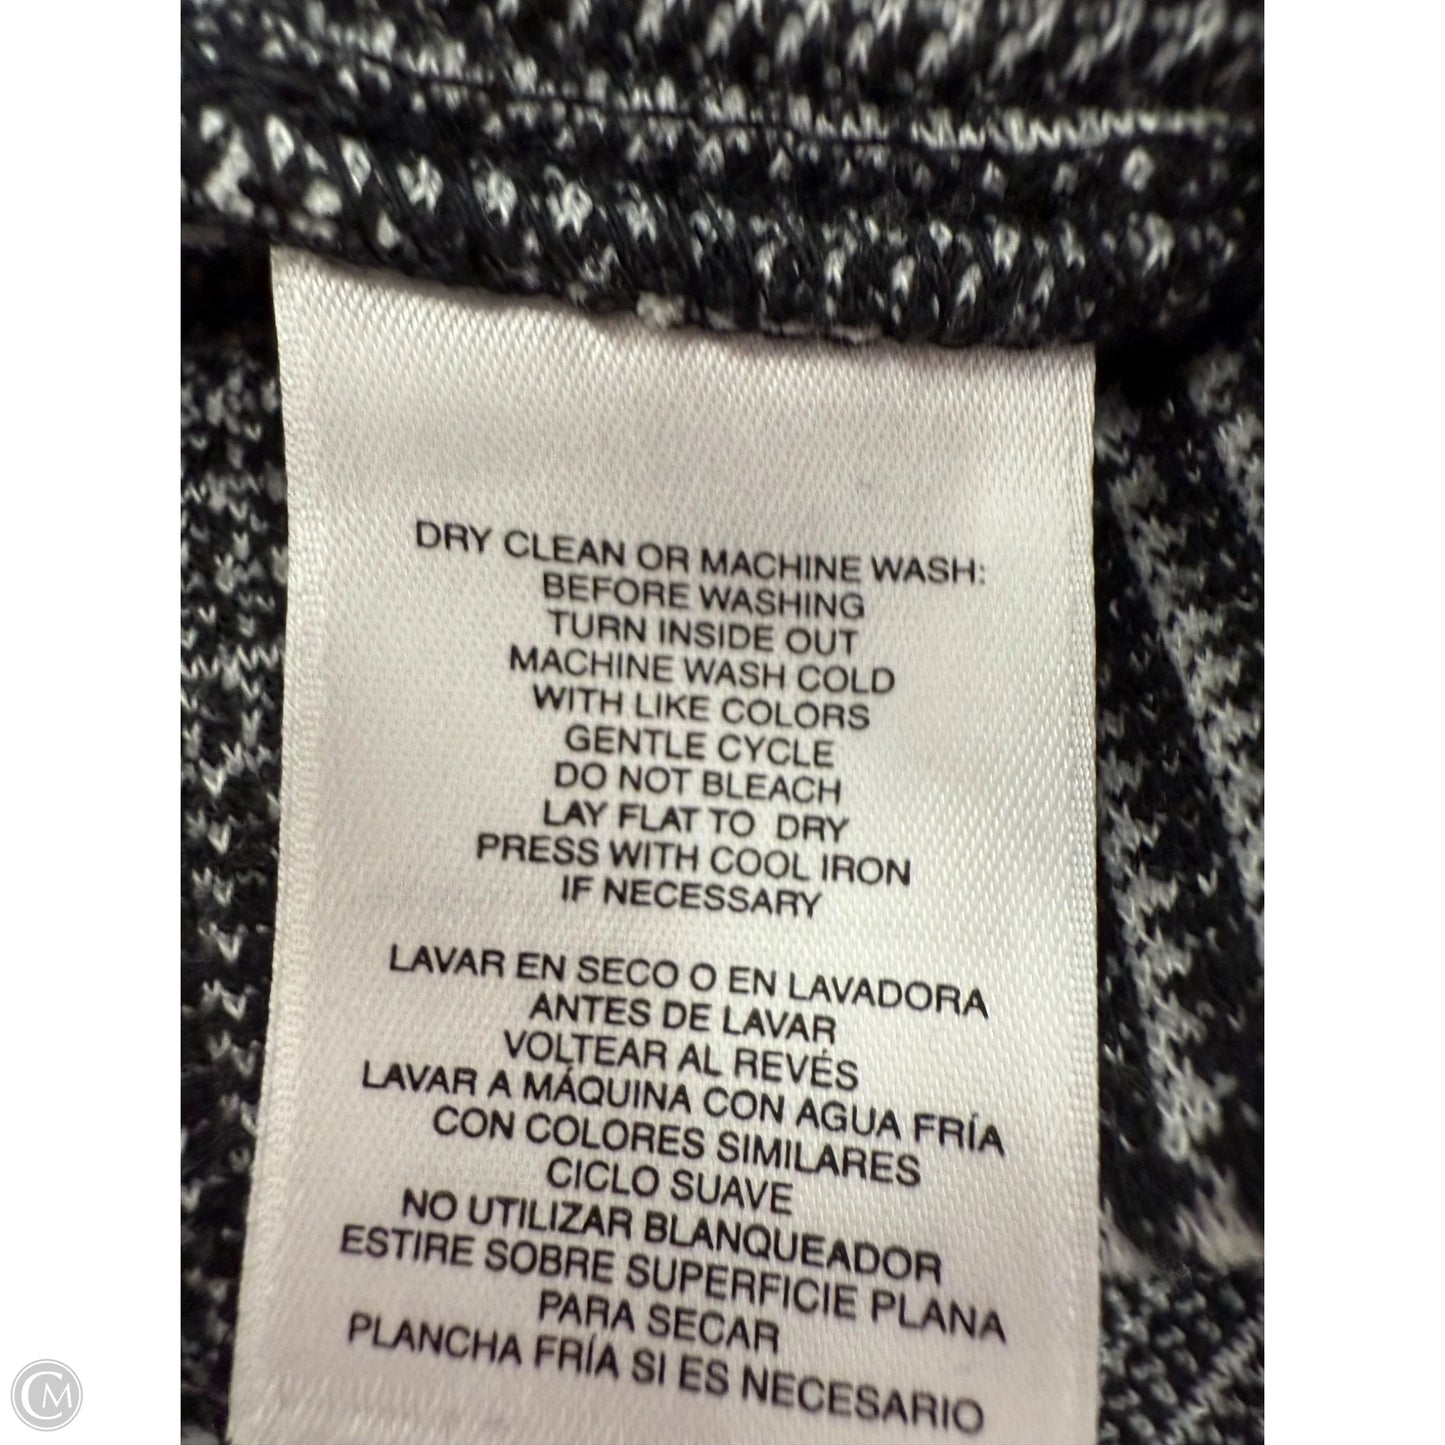 DRY CLEAN OR MACHINE WASH:
BEFORE WASHING
TURN INSIDE OUT
MACHINE WASH COLD
WITH LIKE COLORS
GENTLE CYCLE
DO NOT BLEACH
LAY FLAT TO DRY
PRESS WITH COOL IRON
IF NECESSARY
LAVAR EN SECO O EN LAVADORA
ANTES DE LAVAR
VOLTEAR AL REVÉS
LAVAR A MÁQUINA CON AGUA FRÍA
CON COLORES SIMILARES
CICLO SUAVE
NO UTILIZAR BLANQUEADOR
ESTIRE SOBRE SUPERFICIE PLANA
PARA SECAR
PLANCHA FRÍA SI ES NECESARIO
CM